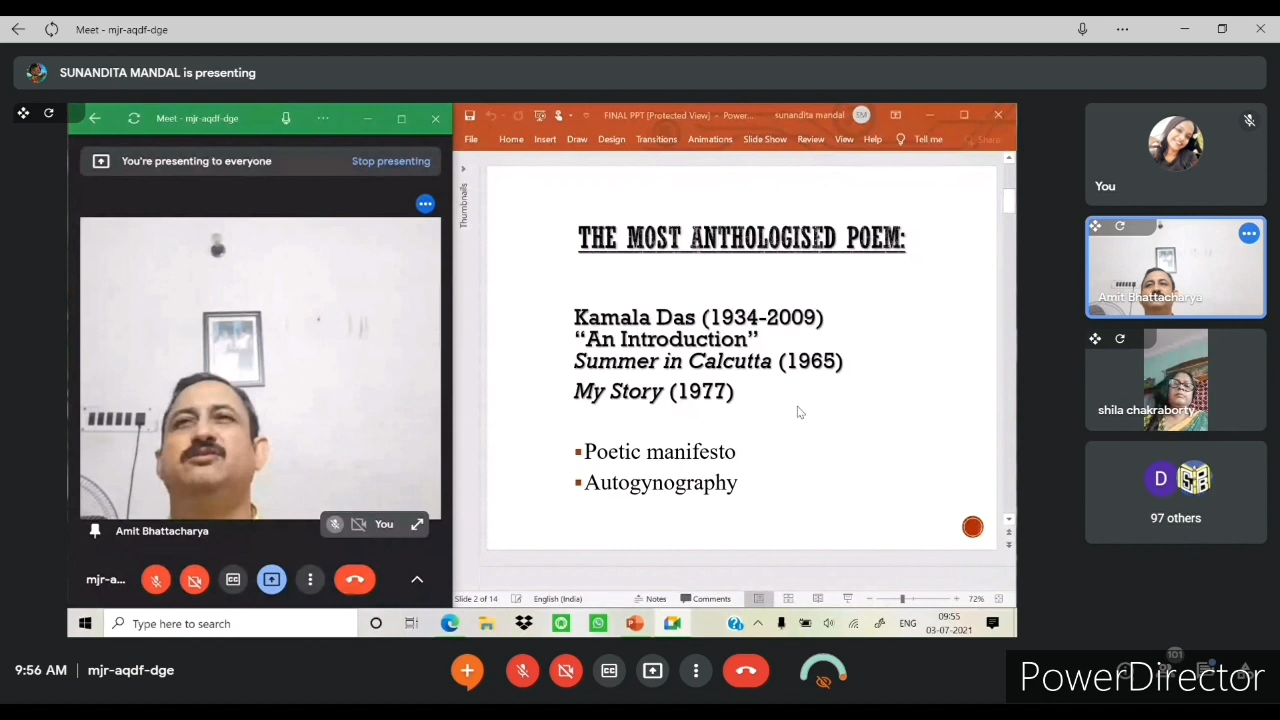 Meet - mjr-aqdf-dge
SUNANDITA MANDAL is presenting
Meet - mjr-aqdf-dge
You're presenting to everyone
Stop presenting
Amit Bhattacharya
You
mjr-a...
FINAL PPT [Protected View] - Power...
sunandita mandal
SM
File Home Insert Draw Design Transitions Animations Slide Show Review View Help Tell me Share
Thumbnails
THE MOST ANTHOLOGISED POEM:
Kamala Das (1934-2009)
“An Introduction”
Summer in Calcutta (1965)
My Story (1977)
▪Poetic manifesto
▪Autogynography
Slide 2 of 14 English (India) Notes Comments 72%
Type here to search
ENG
09:55
03-07-2021
You
Amit Bhattacharya
shila chakraborty
D
97 others
9:56 AM | mjr-aqdf-dge
101
PowerDirector